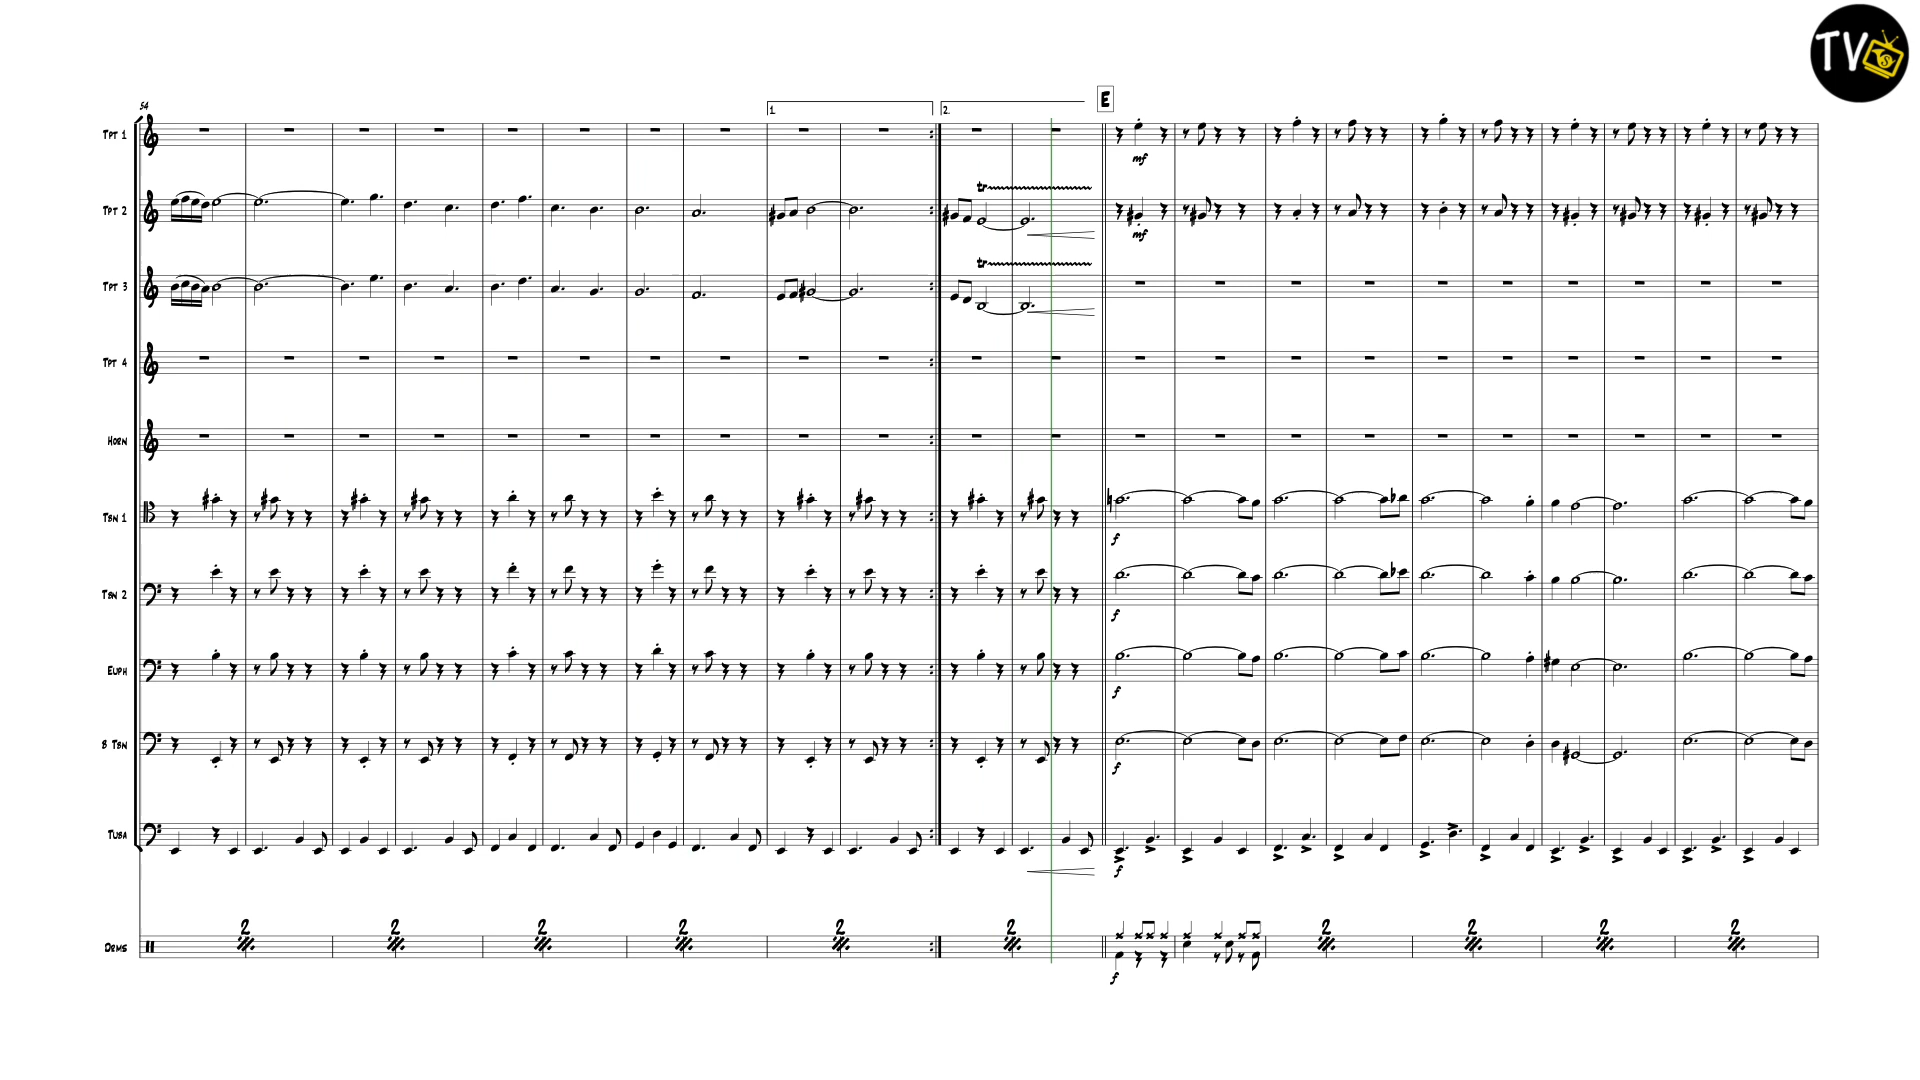 TV
54
1.
2.
E
TPT 1
mf
TPT 2
tr
mf
TPT 3
tr
TPT 4
HORN
TBN 1
f
TBN 2
f
EUPH
f
B TBN
f
TUBA
f
2 2 2 2 2 2 2 2 2 2
DRMS
f